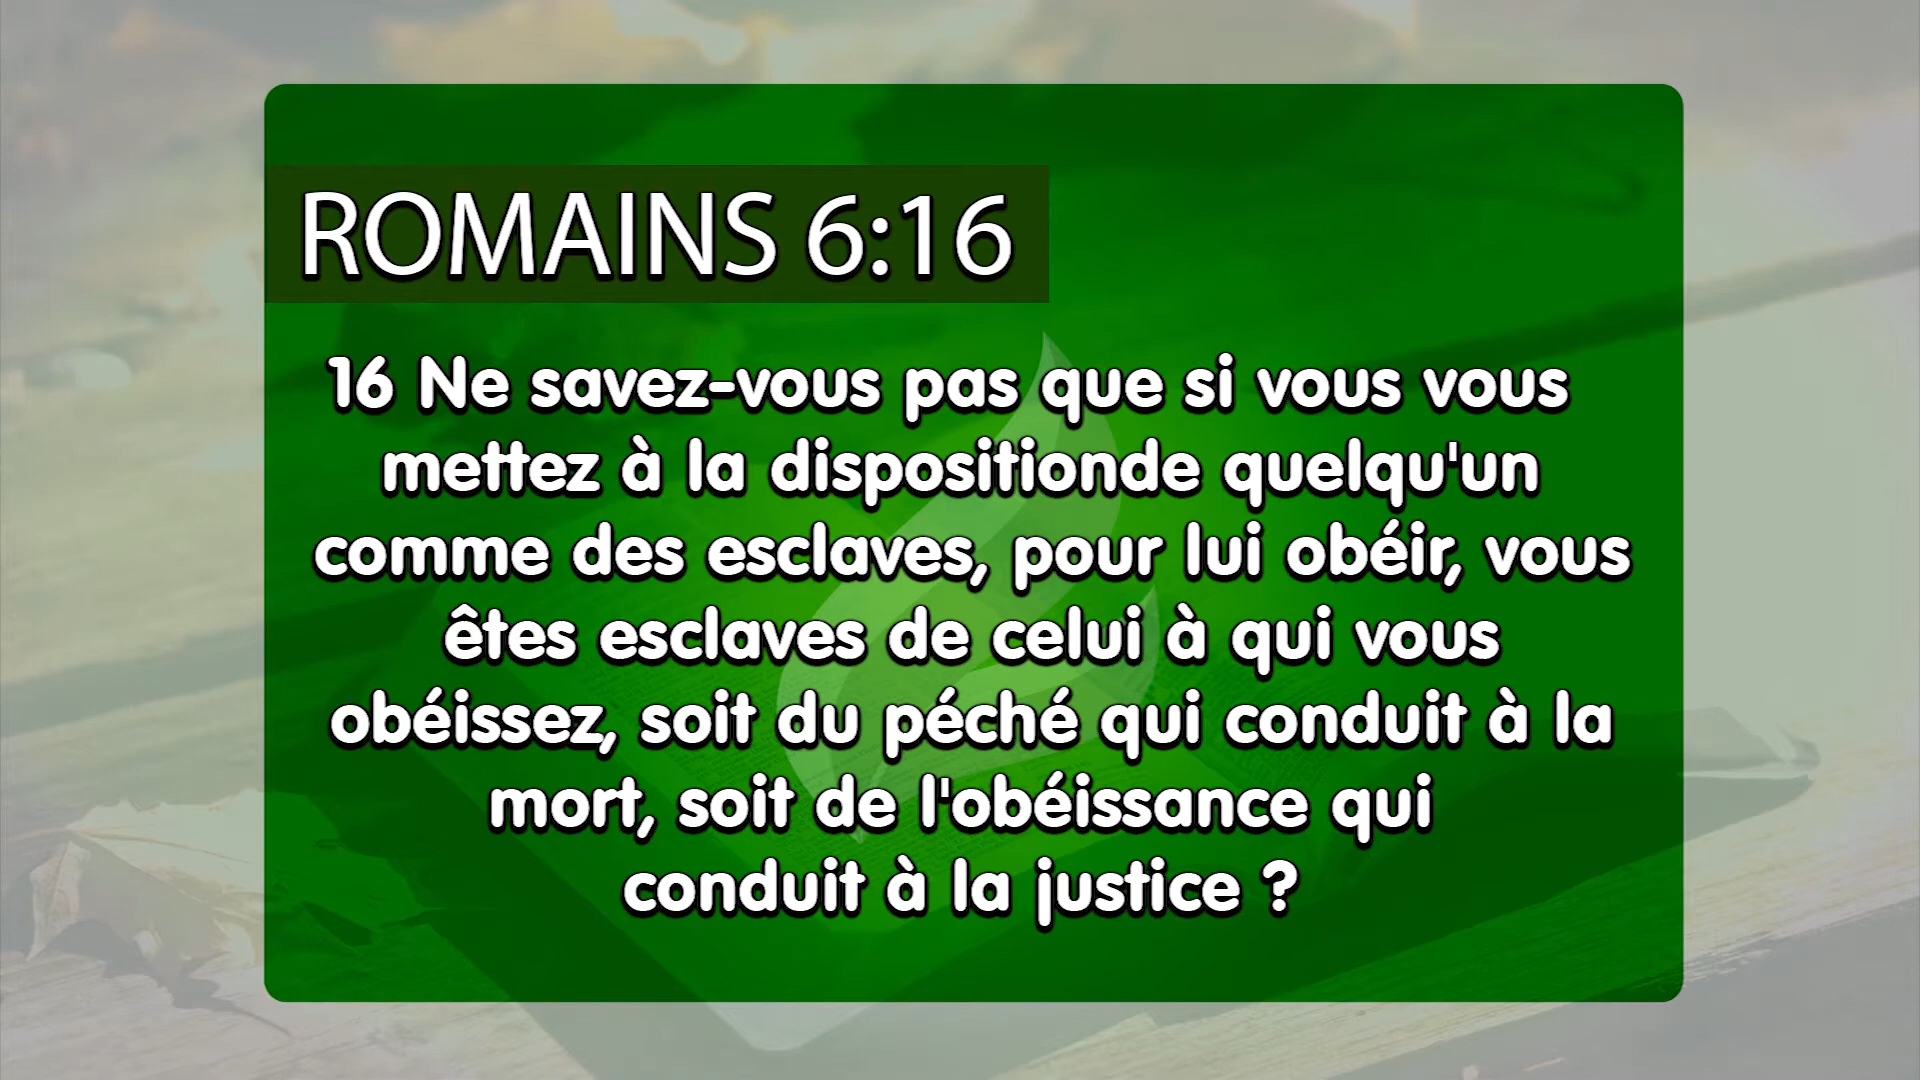 ROMAINS 6:16
16 Ne savez-vous pas que si vous vous
mettez à la dispositionde quelqu'un
comme des esclaves, pour lui obéir, vous
êtes esclaves de celui à qui vous
obéissez, soit du péché qui conduit à la
mort, soit de l'obéissance qui
conduit à la justice ?